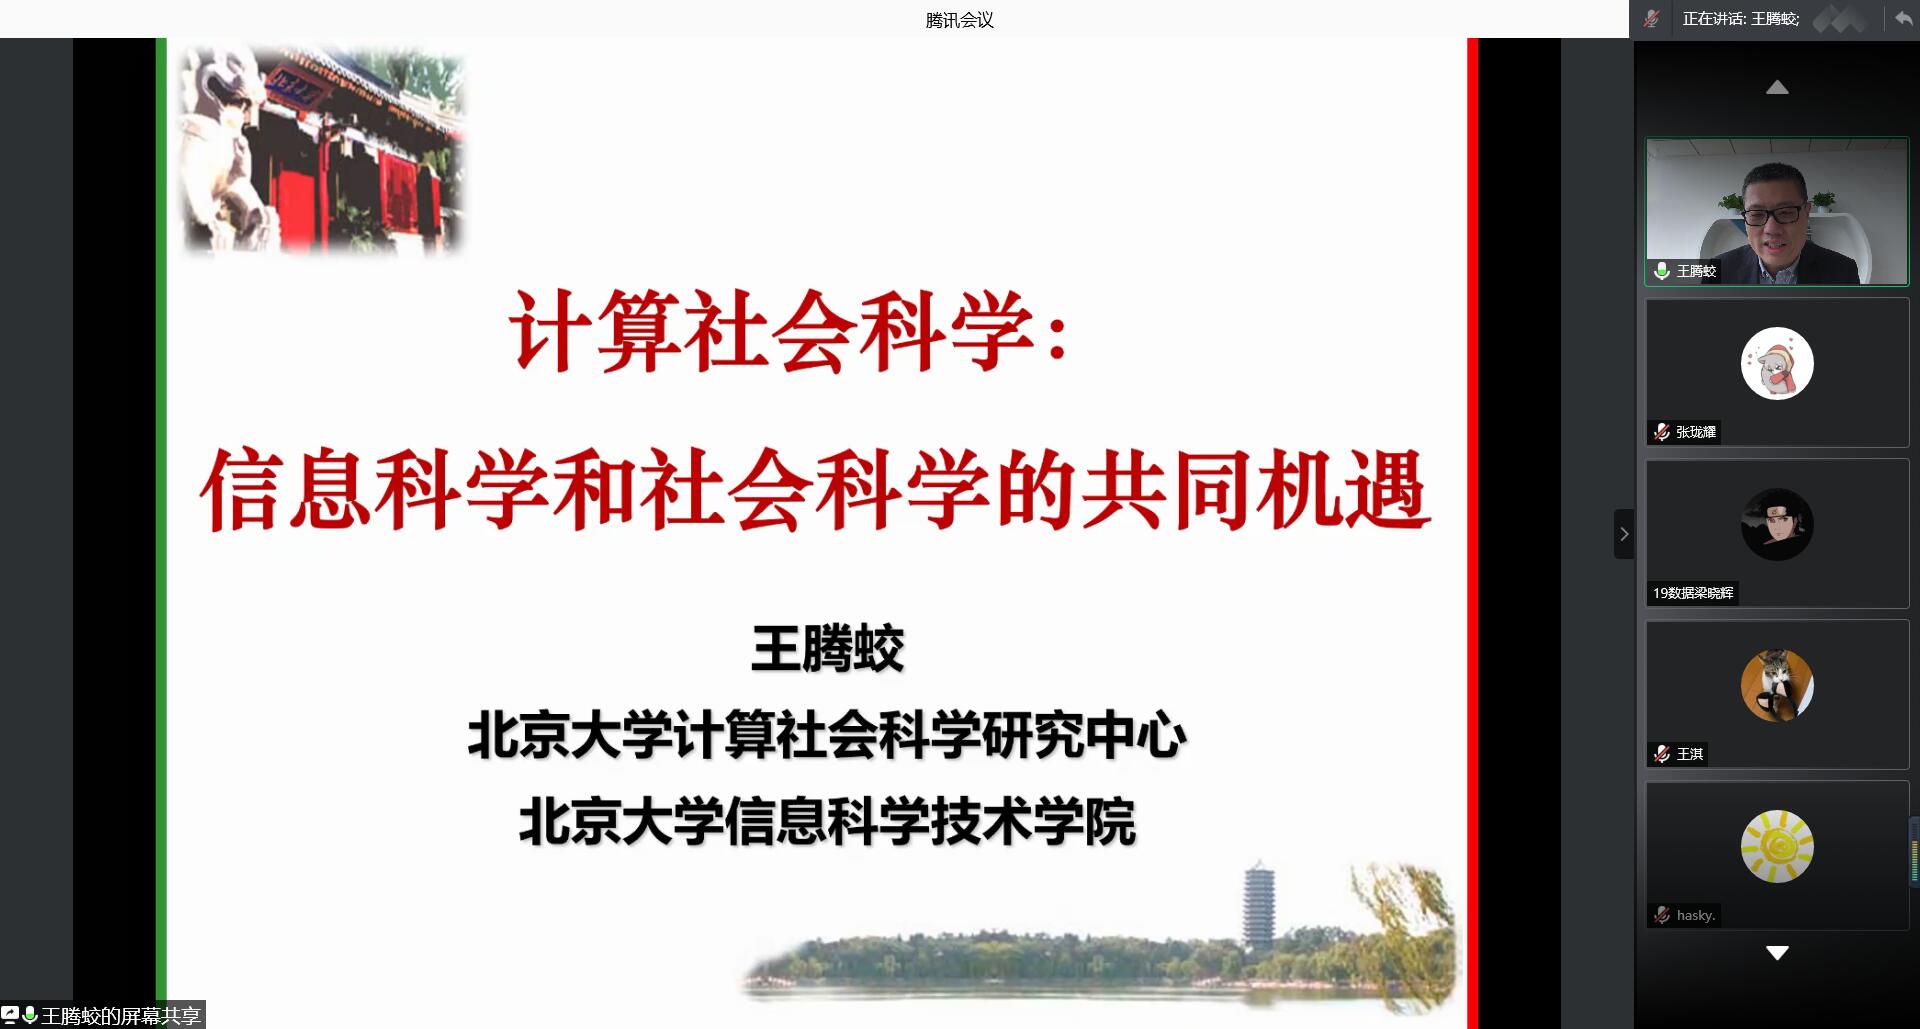 腾讯会议
正在讲话: 王腾蛟;
计算社会科学：
信息科学和社会科学的共同机遇
王腾蛟
北京大学计算社会科学研究中心
北京大学信息科学技术学院
王腾蛟的屏幕共享
王腾蛟
张珑耀
19数据梁晓辉
王淇
hasky.